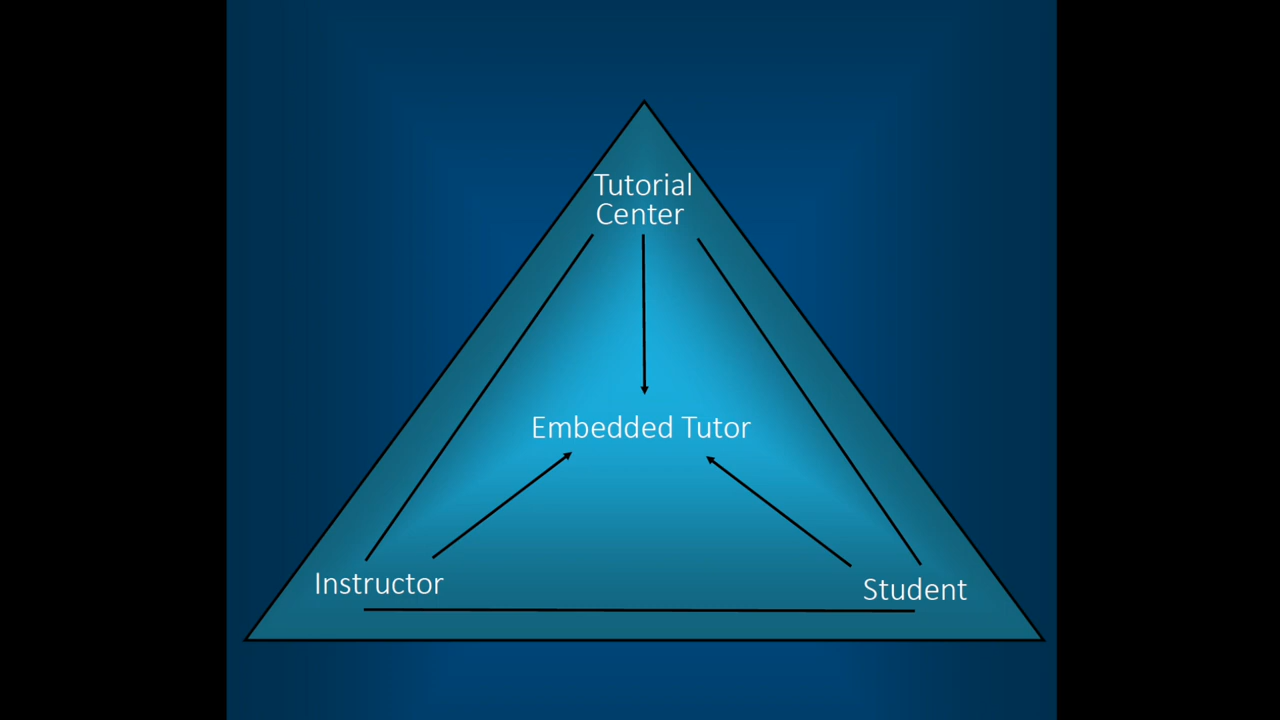 Tutorial
Center
Embedded Tutor
Instructor
Student